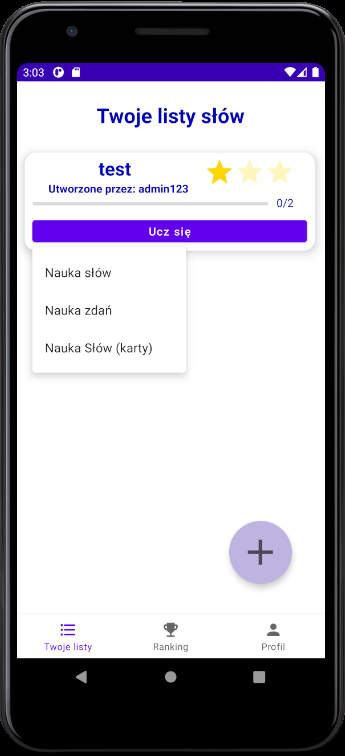 3:03
Twoje listy słów
test
Utworzone przez: admin123
0/2
Ucz się
Nauka słów
Nauka zdań
Nauka Słów (karty)
Twoje listy
Ranking
Profil